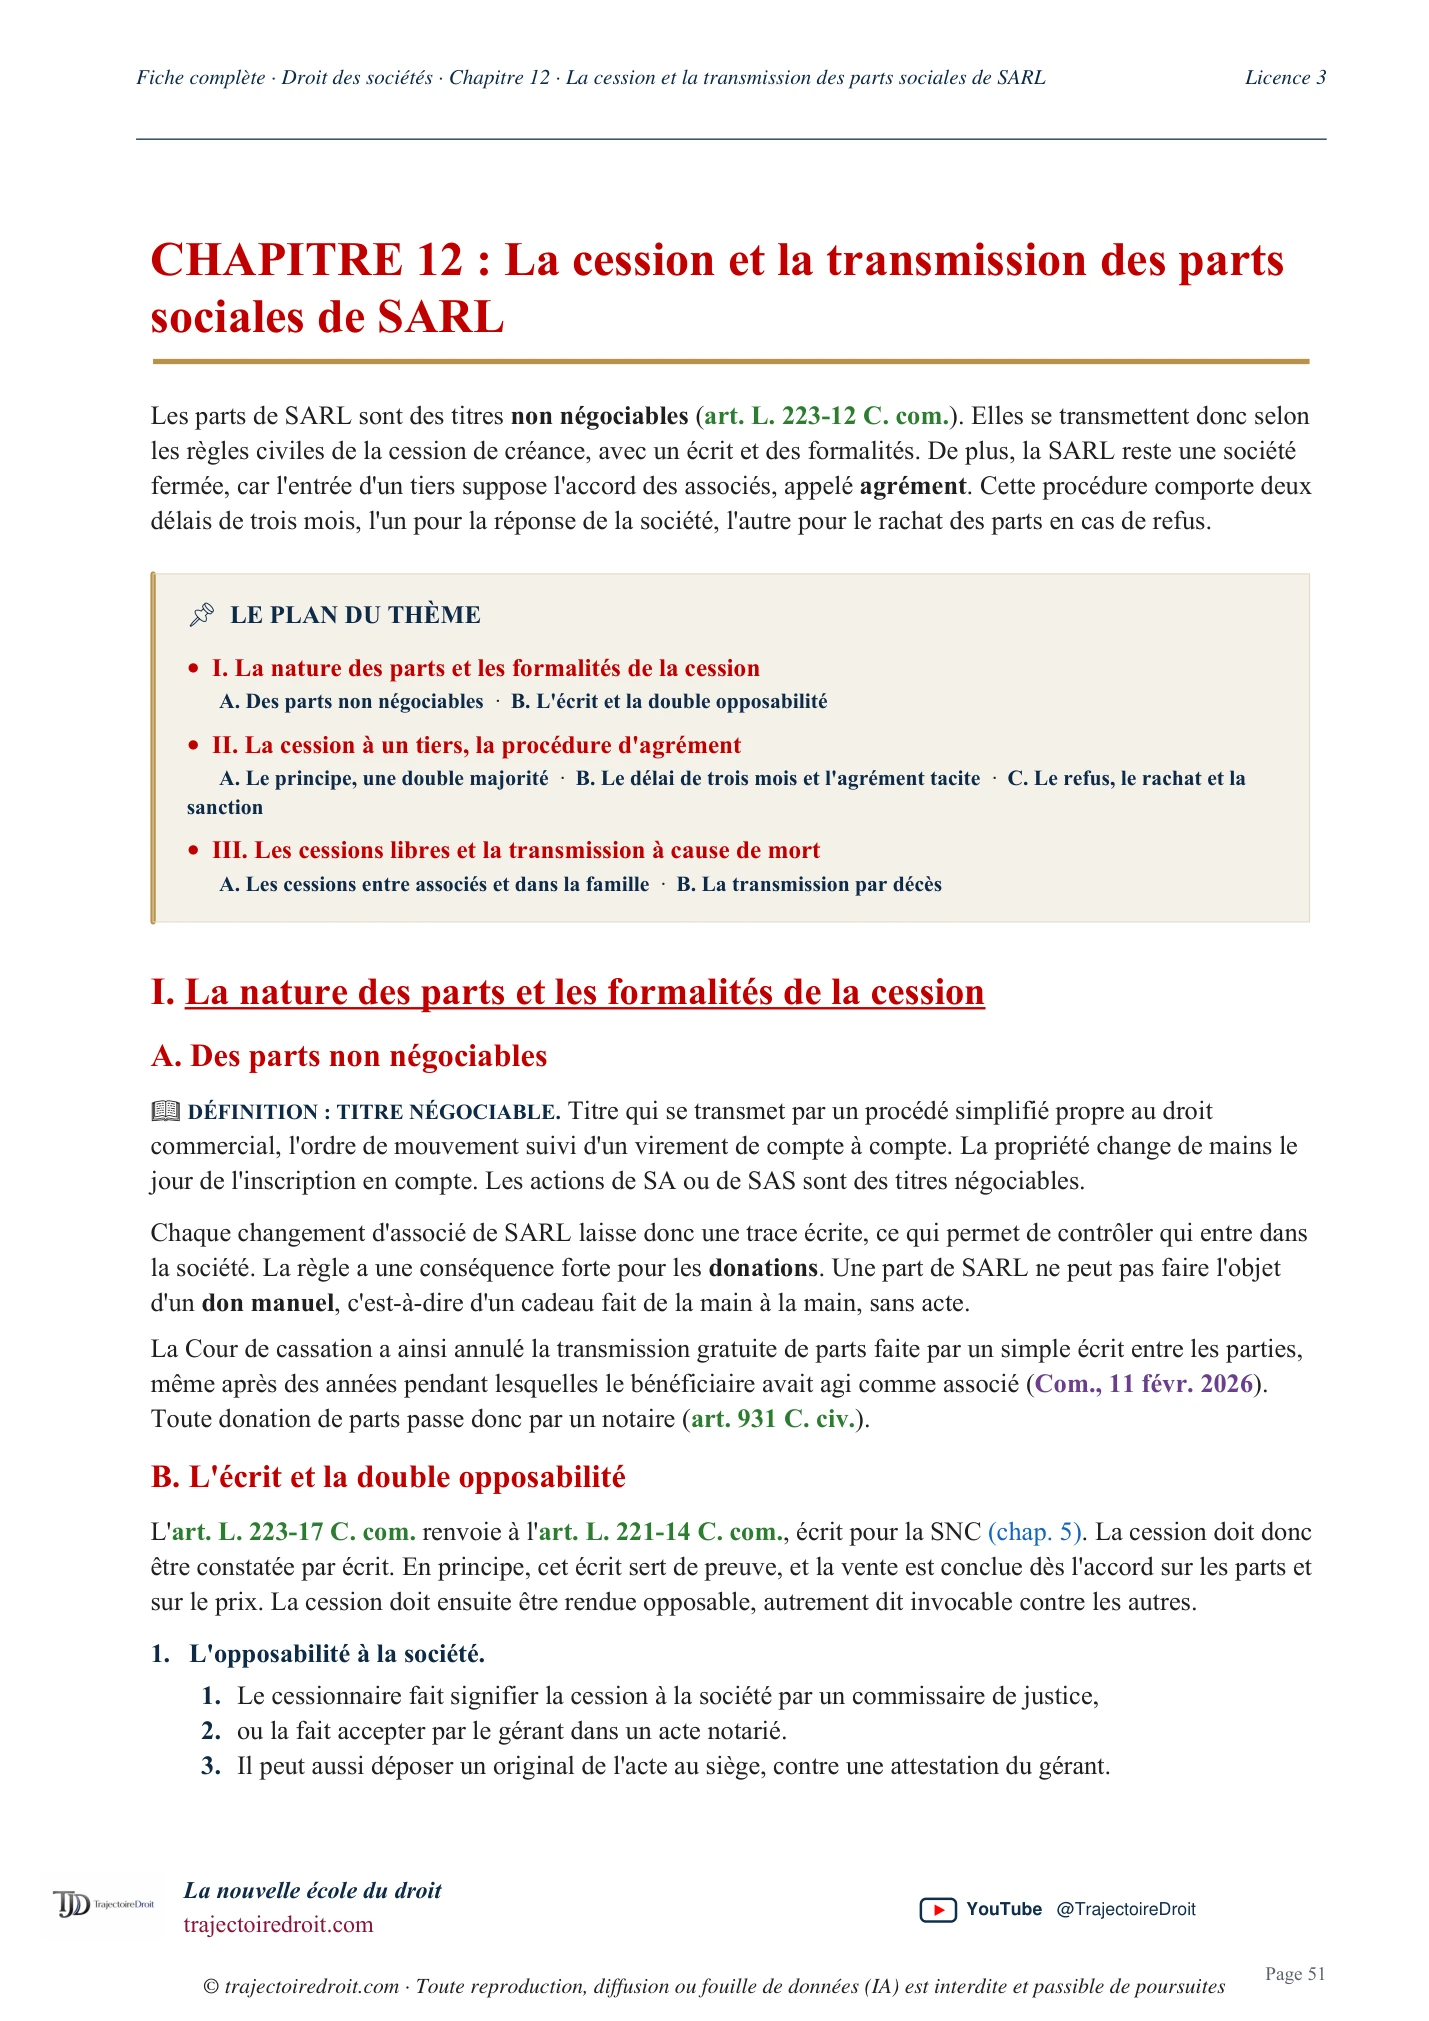 Fiche complète · Droit des sociétés · Chapitre 12 · La cession et la transmission des parts sociales de SARL Licence 3
CHAPITRE 12 : La cession et la transmission des parts
sociales de SARL
Les parts de SARL sont des titres non négociables (art. L. 223-12 C. com.). Elles se transmettent donc selon
les règles civiles de la cession de créance, avec un écrit et des formalités. De plus, la SARL reste une société
fermée, car l'entrée d'un tiers suppose l'accord des associés, appelé agrément. Cette procédure comporte deux
délais de trois mois, l'un pour la réponse de la société, l'autre pour le rachat des parts en cas de refus.
LE PLAN DU THÈME
• I. La nature des parts et les formalités de la cession
A. Des parts non négociables · B. L'écrit et la double opposabilité
• II. La cession à un tiers, la procédure d'agrément
A. Le principe, une double majorité · B. Le délai de trois mois et l'agrément tacite · C. Le refus, le rachat et la
sanction
• III. Les cessions libres et la transmission à cause de mort
A. Les cessions entre associés et dans la famille · B. La transmission par décès
I. La nature des parts et les formalités de la cession
A. Des parts non négociables
DÉFINITION : TITRE NÉGOCIABLE. Titre qui se transmet par un procédé simplifié propre au droit
commercial, l'ordre de mouvement suivi d'un virement de compte à compte. La propriété change de mains le
jour de l'inscription en compte. Les actions de SA ou de SAS sont des titres négociables.
Chaque changement d'associé de SARL laisse donc une trace écrite, ce qui permet de contrôler qui entre dans
la société. La règle a une conséquence forte pour les donations. Une part de SARL ne peut pas faire l'objet
d'un don manuel, c'est-à-dire d'un cadeau fait de la main à la main, sans acte.
La Cour de cassation a ainsi annulé la transmission gratuite de parts faite par un simple écrit entre les parties,
même après des années pendant lesquelles le bénéficiaire avait agi comme associé (Com., 11 févr. 2026).
Toute donation de parts passe donc par un notaire (art. 931 C. civ.).
B. L'écrit et la double opposabilité
L'art. L. 223-17 C. com. renvoie à l'art. L. 221-14 C. com., écrit pour la SNC (chap. 5). La cession doit donc
être constatée par écrit. En principe, cet écrit sert de preuve, et la vente est conclue dès l'accord sur les parts et
sur le prix. La cession doit ensuite être rendue opposable, autrement dit invocable contre les autres.
1. L'opposabilité à la société.
1. Le cessionnaire fait signifier la cession à la société par un commissaire de justice,
2. ou la fait accepter par le gérant dans un acte notarié.
3. Il peut aussi déposer un original de l'acte au siège, contre une attestation du gérant.
TJD TrajectoireDroit
La nouvelle école du droit
trajectoiredroit.com
YouTube @TrajectoireDroit
© trajectoiredroit.com · Toute reproduction, diffusion ou fouille de données (IA) est interdite et passible de poursuites
Page 51